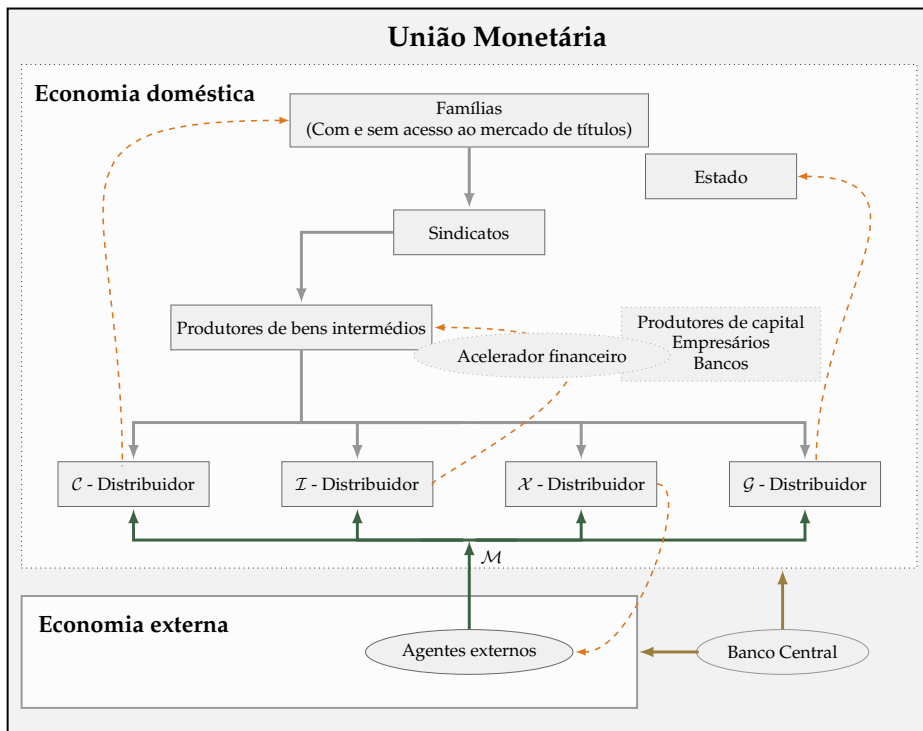 União Monetária
Economia doméstica
Famílias
(Com e sem acesso ao mercado de títulos)
Estado
Sindicatos
Produtores de bens intermédios
Produtores de capital
Empresários
Bancos
Acelerador financeiro
𝒞 - Distribuidor
ℐ - Distribuidor
𝒳 - Distribuidor
𝒢 - Distribuidor
ℳ
Economia externa
Agentes externos
Banco Central